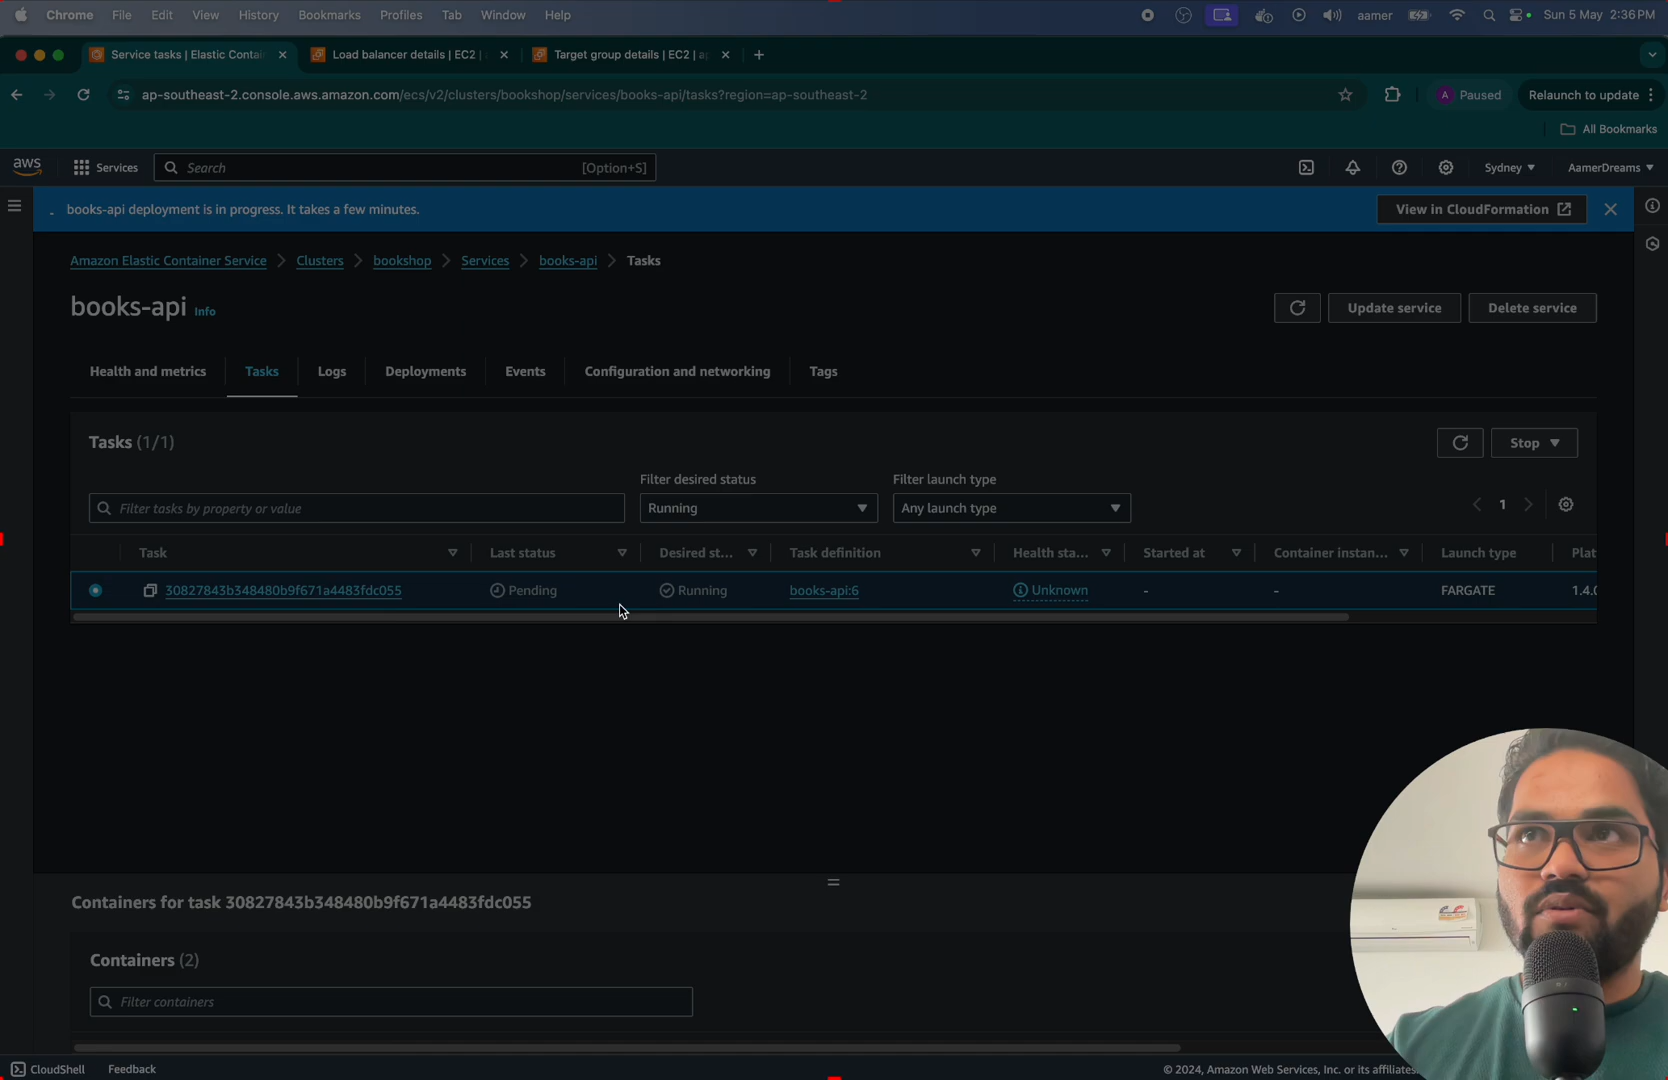 Chrome File Edit View History Bookmarks Profiles Tab Window Help aamer Sun 5 May 2:36 PM
Service tasks | Elastic Contai Load balancer details | EC2 | Target group details | EC2 | a
ap-southeast-2.console.aws.amazon.com/ecs/v2/clusters/bookshop/services/books-api/tasks?region=ap-southeast-2 A Paused Relaunch to update
All Bookmarks
aws Services Search [Option+S] Sydney AamerDreams
books-api deployment is in progress. It takes a few minutes. View in CloudFormation
Amazon Elastic Container Service Clusters bookshop Services books-api Tasks
books-api Info Update service Delete service
Health and metrics Tasks Logs Deployments Events Configuration and networking Tags
Tasks (1/1) Stop
Filter desired status Filter launch type
Filter tasks by property or value Running Any launch type 1
Task Last status Desired st... Task definition Health sta... Started at Container instan... Launch type Plat
30827843b348480b9f671a4483fdc055 Pending Running books-api:6 Unknown - - FARGATE 1.4.0
Containers for task 30827843b348480b9f671a4483fdc055
Containers (2)
Filter containers
CloudShell Feedback © 2024, Amazon Web Services, Inc. or its affiliates.